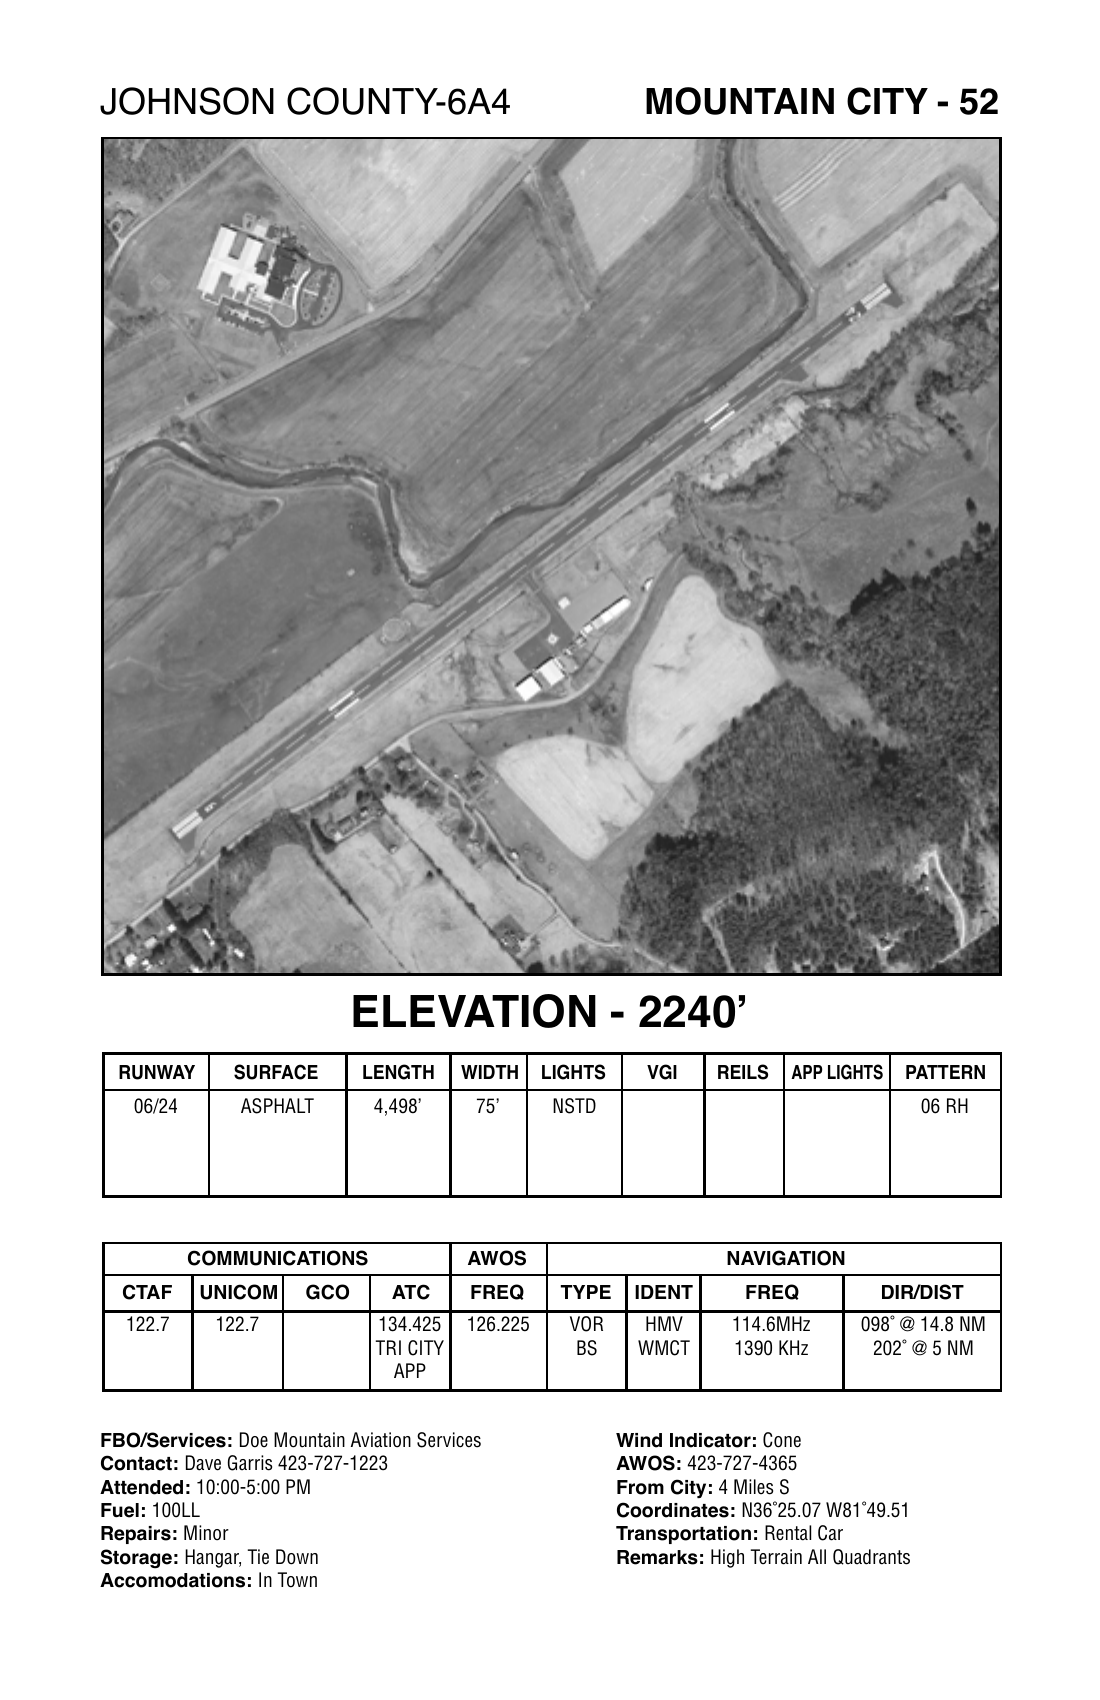 JOHNSON COUNTY-6A4 MOUNTAIN CITY - 52
ELEVATION - 2240’
RUNWAY SURFACE LENGTH WIDTH LIGHTS VGI REILS APP LIGHTS PATTERN
06/24 ASPHALT 4,498’ 75’ NSTD 06 RH
COMMUNICATIONS AWOS NAVIGATION
CTAF UNICOM GCO ATC FREQ TYPE IDENT FREQ DIR/DIST
122.7 122.7 134.425 126.225 VOR HMV 114.6MHz 098˚ @ 14.8 NM
TRI CITY BS WMCT 1390 KHz 202˚ @ 5 NM
APP
FBO/Services: Doe Mountain Aviation Services
Contact: Dave Garris 423-727-1223
Attended: 10:00-5:00 PM
Fuel: 100LL
Repairs: Minor
Storage: Hangar, Tie Down
Accomodations: In Town
Wind Indicator: Cone
AWOS: 423-727-4365
From City: 4 Miles S
Coordinates: N36˚25.07 W81˚49.51
Transportation: Rental Car
Remarks: High Terrain All Quadrants